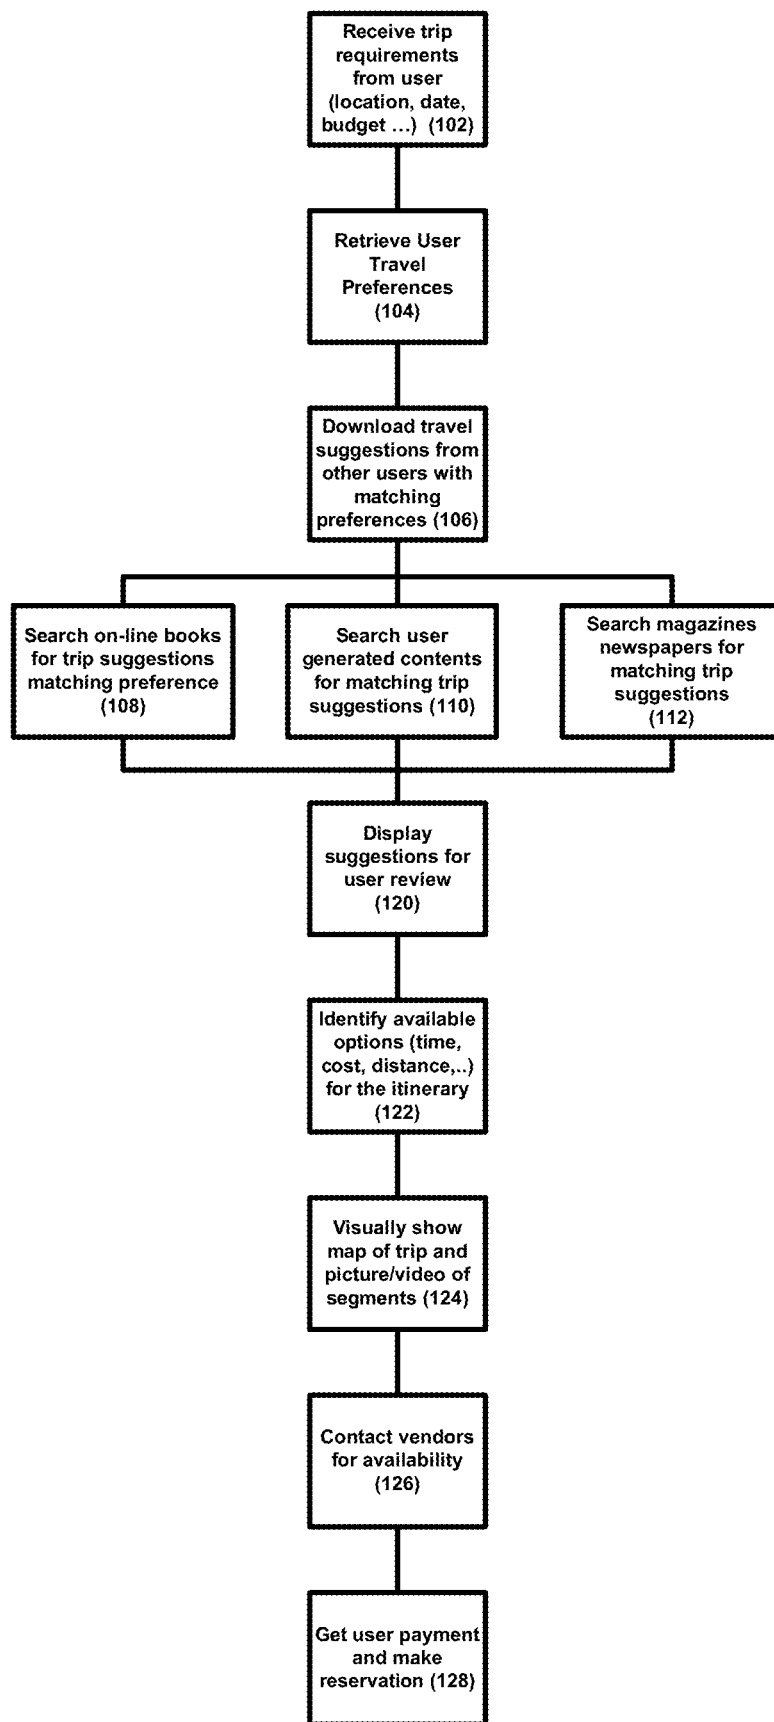 Receive trip
requirements
from user
(location, date,
budget ...) (102)
Retrieve User
Travel
Preferences
(104)
Download travel
suggestions from
other users with
matching
preferences (106)
Search on-line books
for trip suggestions
matching preference
(108)
Search user
generated contents
for matching trip
suggestions (110)
Search magazines
newspapers for
matching trip
suggestions
(112)
Display
suggestions for
user review
(120)
Identify available
options (time,
cost, distance,..)
for the itinerary
(122)
Visually show
map of trip and
picture/video of
segments (124)
Contact vendors
for availability
(126)
Get user payment
and make
reservation (128)